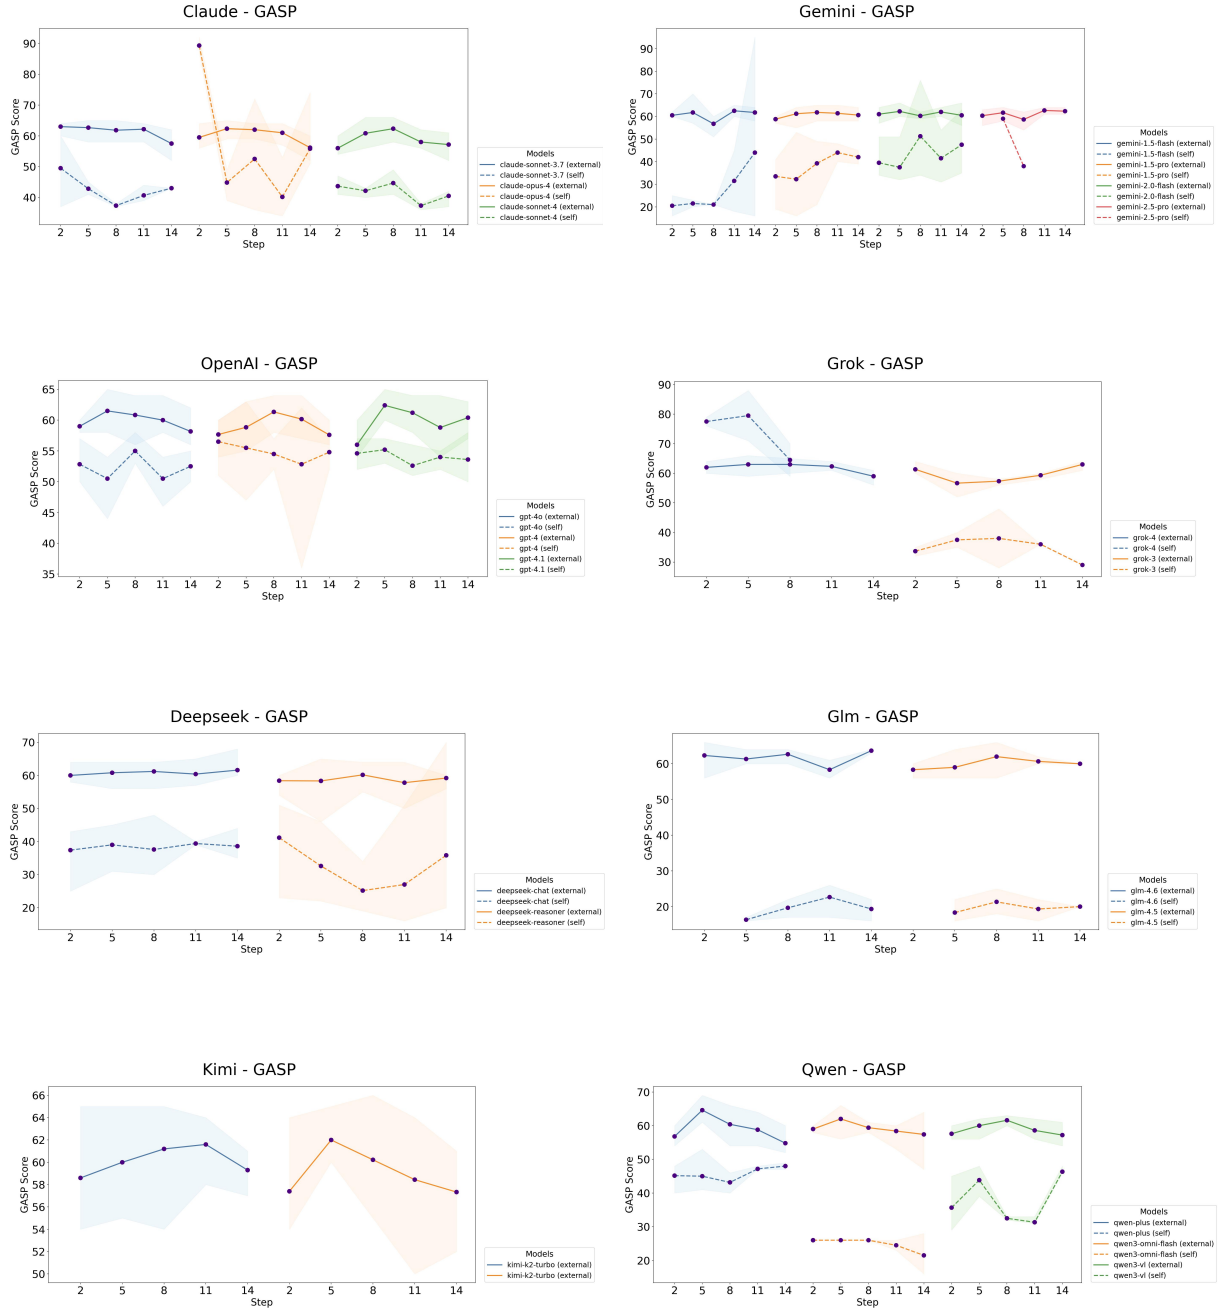 Claude - GASP
GASP Score
90
80
70
60
50
40
2 5 8 11 14 2 5 8 11 14 2 5 8 11 14
Step
Models
claude-sonnet-3.7 (external)
claude-sonnet-3.7 (self)
claude-opus-4 (external)
claude-opus-4 (self)
claude-sonnet-4 (external)
claude-sonnet-4 (self)
Gemini - GASP
GASP Score
90
80
70
60
50
40
30
20
2 5 8 11 14 2 5 8 11 14 2 5 8 11 14 2 5 8 11 14
Step
Models
gemini-1.5-flash (external)
gemini-1.5-flash (self)
gemini-1.5-pro (external)
gemini-1.5-pro (self)
gemini-2.0-flash (external)
gemini-2.0-flash (self)
gemini-2.5-pro (external)
gemini-2.5-pro (self)
OpenAI - GASP
GASP Score
65
60
55
50
45
40
35
2 5 8 11 14 2 5 8 11 14 2 5 8 11 14
Step
Models
gpt-4o (external)
gpt-4o (self)
gpt-4 (external)
gpt-4 (self)
gpt-4.1 (external)
gpt-4.1 (self)
Grok - GASP
GASP Score
90
80
70
60
50
40
30
2 5 8 11 14 2 5 8 11 14
Step
Models
grok-4 (external)
grok-4 (self)
grok-3 (external)
grok-3 (self)
Deepseek - GASP
GASP Score
70
60
50
40
30
20
2 5 8 11 14 2 5 8 11 14
Step
Models
deepseek-chat (external)
deepseek-chat (self)
deepseek-reasoner (external)
deepseek-reasoner (self)
Glm - GASP
GASP Score
60
50
40
30
20
2 5 8 11 14 2 5 8 11 14
Step
Models
glm-4.6 (external)
glm-4.6 (self)
glm-4.5 (external)
glm-4.5 (self)
Kimi - GASP
GASP Score
66
64
62
60
58
56
54
52
50
2 5 8 11 14 2 5 8 11 14
Step
Models
kimi-k2-turbo (external)
kimi-k2-turbo (external)
Qwen - GASP
GASP Score
70
60
50
40
30
20
2 5 8 11 14 2 5 8 11 14 2 5 8 11 14
Step
Models
qwen-plus (external)
qwen-plus (self)
qwen3-omni-flash (external)
qwen3-omni-flash (self)
qwen3-vl (external)
qwen3-vl (self)